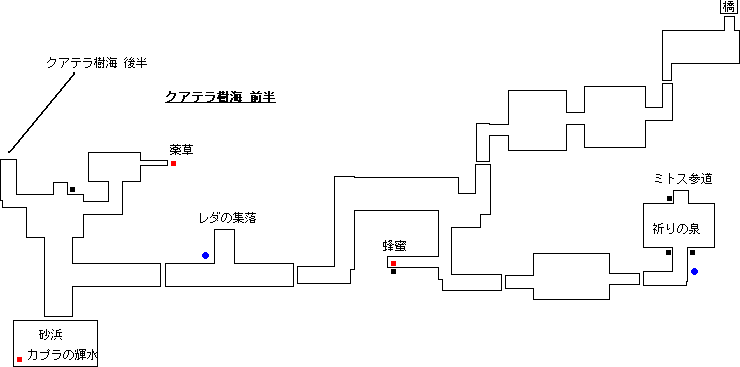 橋
クアテラ樹海 後半
クアテラ樹海 前半
薬草
ミトス参道
レダの集落
祈りの泉
蜂蜜
砂浜
カプラの輝水